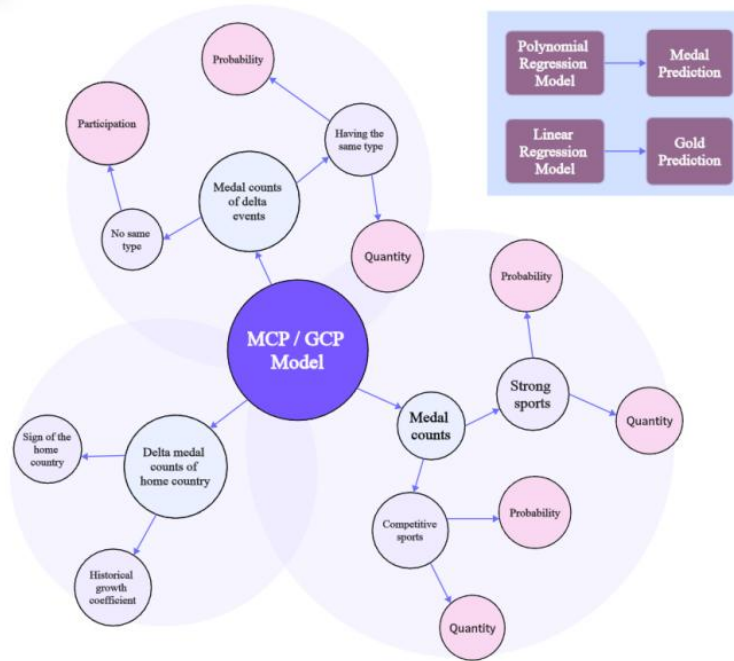 Probability
Participation
Having the
same type
Medal counts
of delta
events
No same
type
Quantity
MCP / GCP
Model
Polynomial
Regression
Model
Medal
Prediction
Linear
Regression
Model
Gold
Prediction
Probability
Strong
sports
Medal
counts
Quantity
Sign of the
home
country
Delta medal
counts of
home country
Competitive
sports
Probability
Historical
growth
coefficient
Quantity